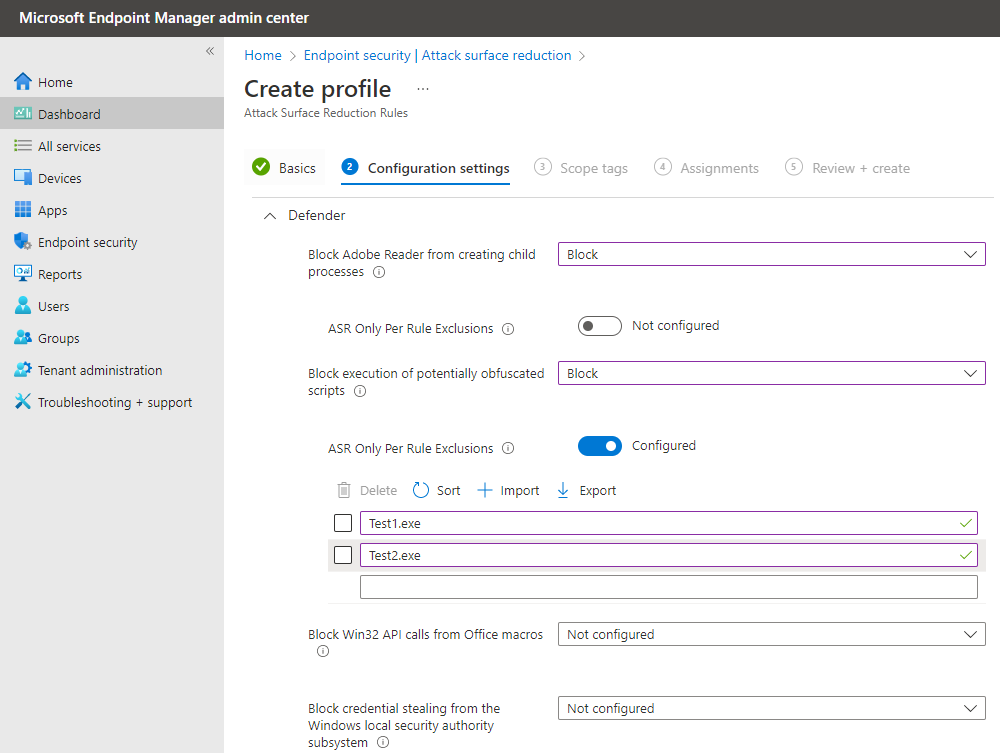 Microsoft Endpoint Manager admin center
«
Home
Dashboard
All services
Devices
Apps
Endpoint security
Reports
Users
Groups
Tenant administration
Troubleshooting + support
Home > Endpoint security | Attack surface reduction >
Create profile ...
Attack Surface Reduction Rules
Basics 2 Configuration settings 3 Scope tags 4 Assignments 5 Review + create
Defender
Block Adobe Reader from creating child
processes
Block
ASR Only Per Rule Exclusions
Not configured
Block execution of potentially obfuscated
scripts
Block
ASR Only Per Rule Exclusions
Configured
Delete Sort Import Export
Test1.exe
Test2.exe
Block Win32 API calls from Office macros
Not configured
Block credential stealing from the
Windows local security authority
subsystem
Not configured